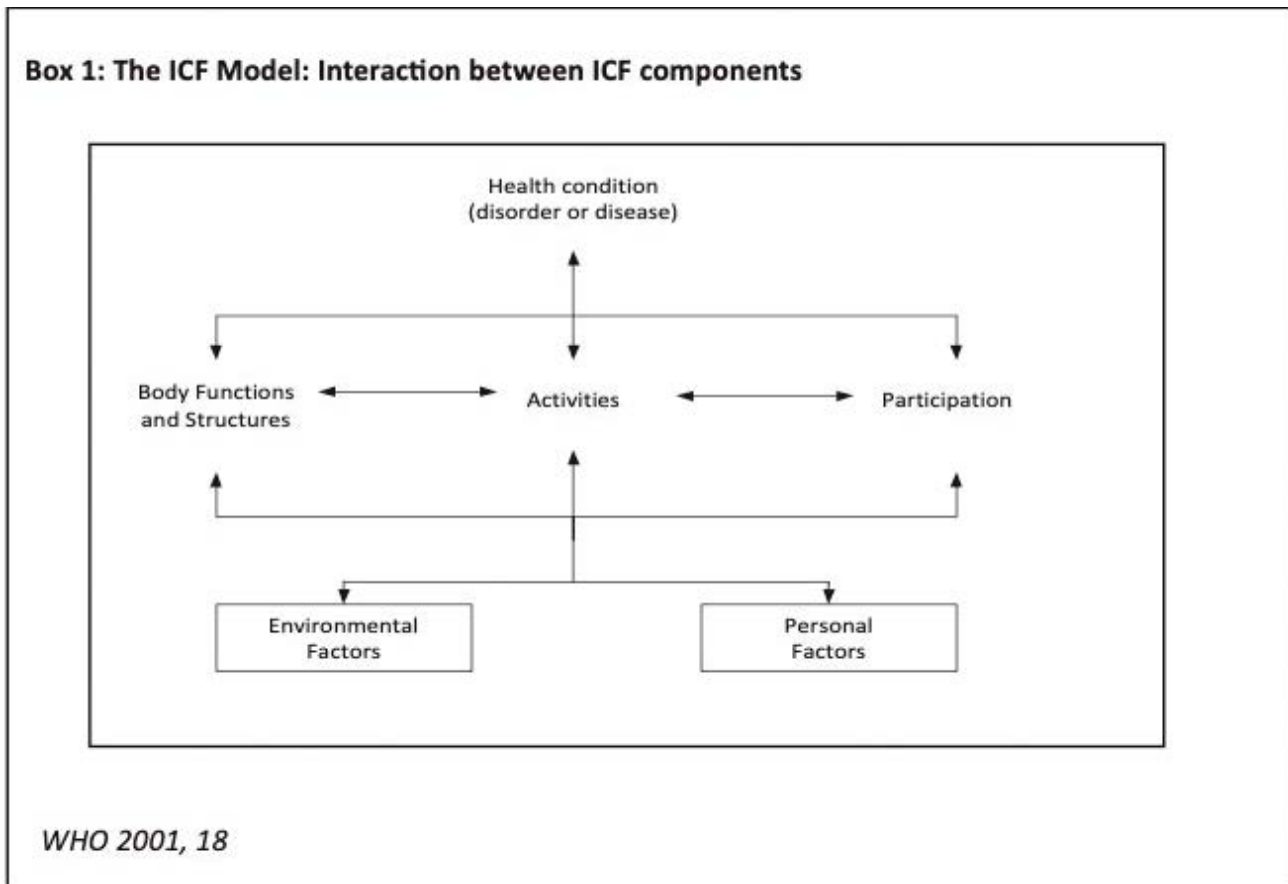 Box 1: The ICF Model: Interaction between ICF components
Health condition
(disorder or disease)
Body Functions
and Structures
Activities
Participation
Environmental
Factors
Personal
Factors
WHO 2001, 18